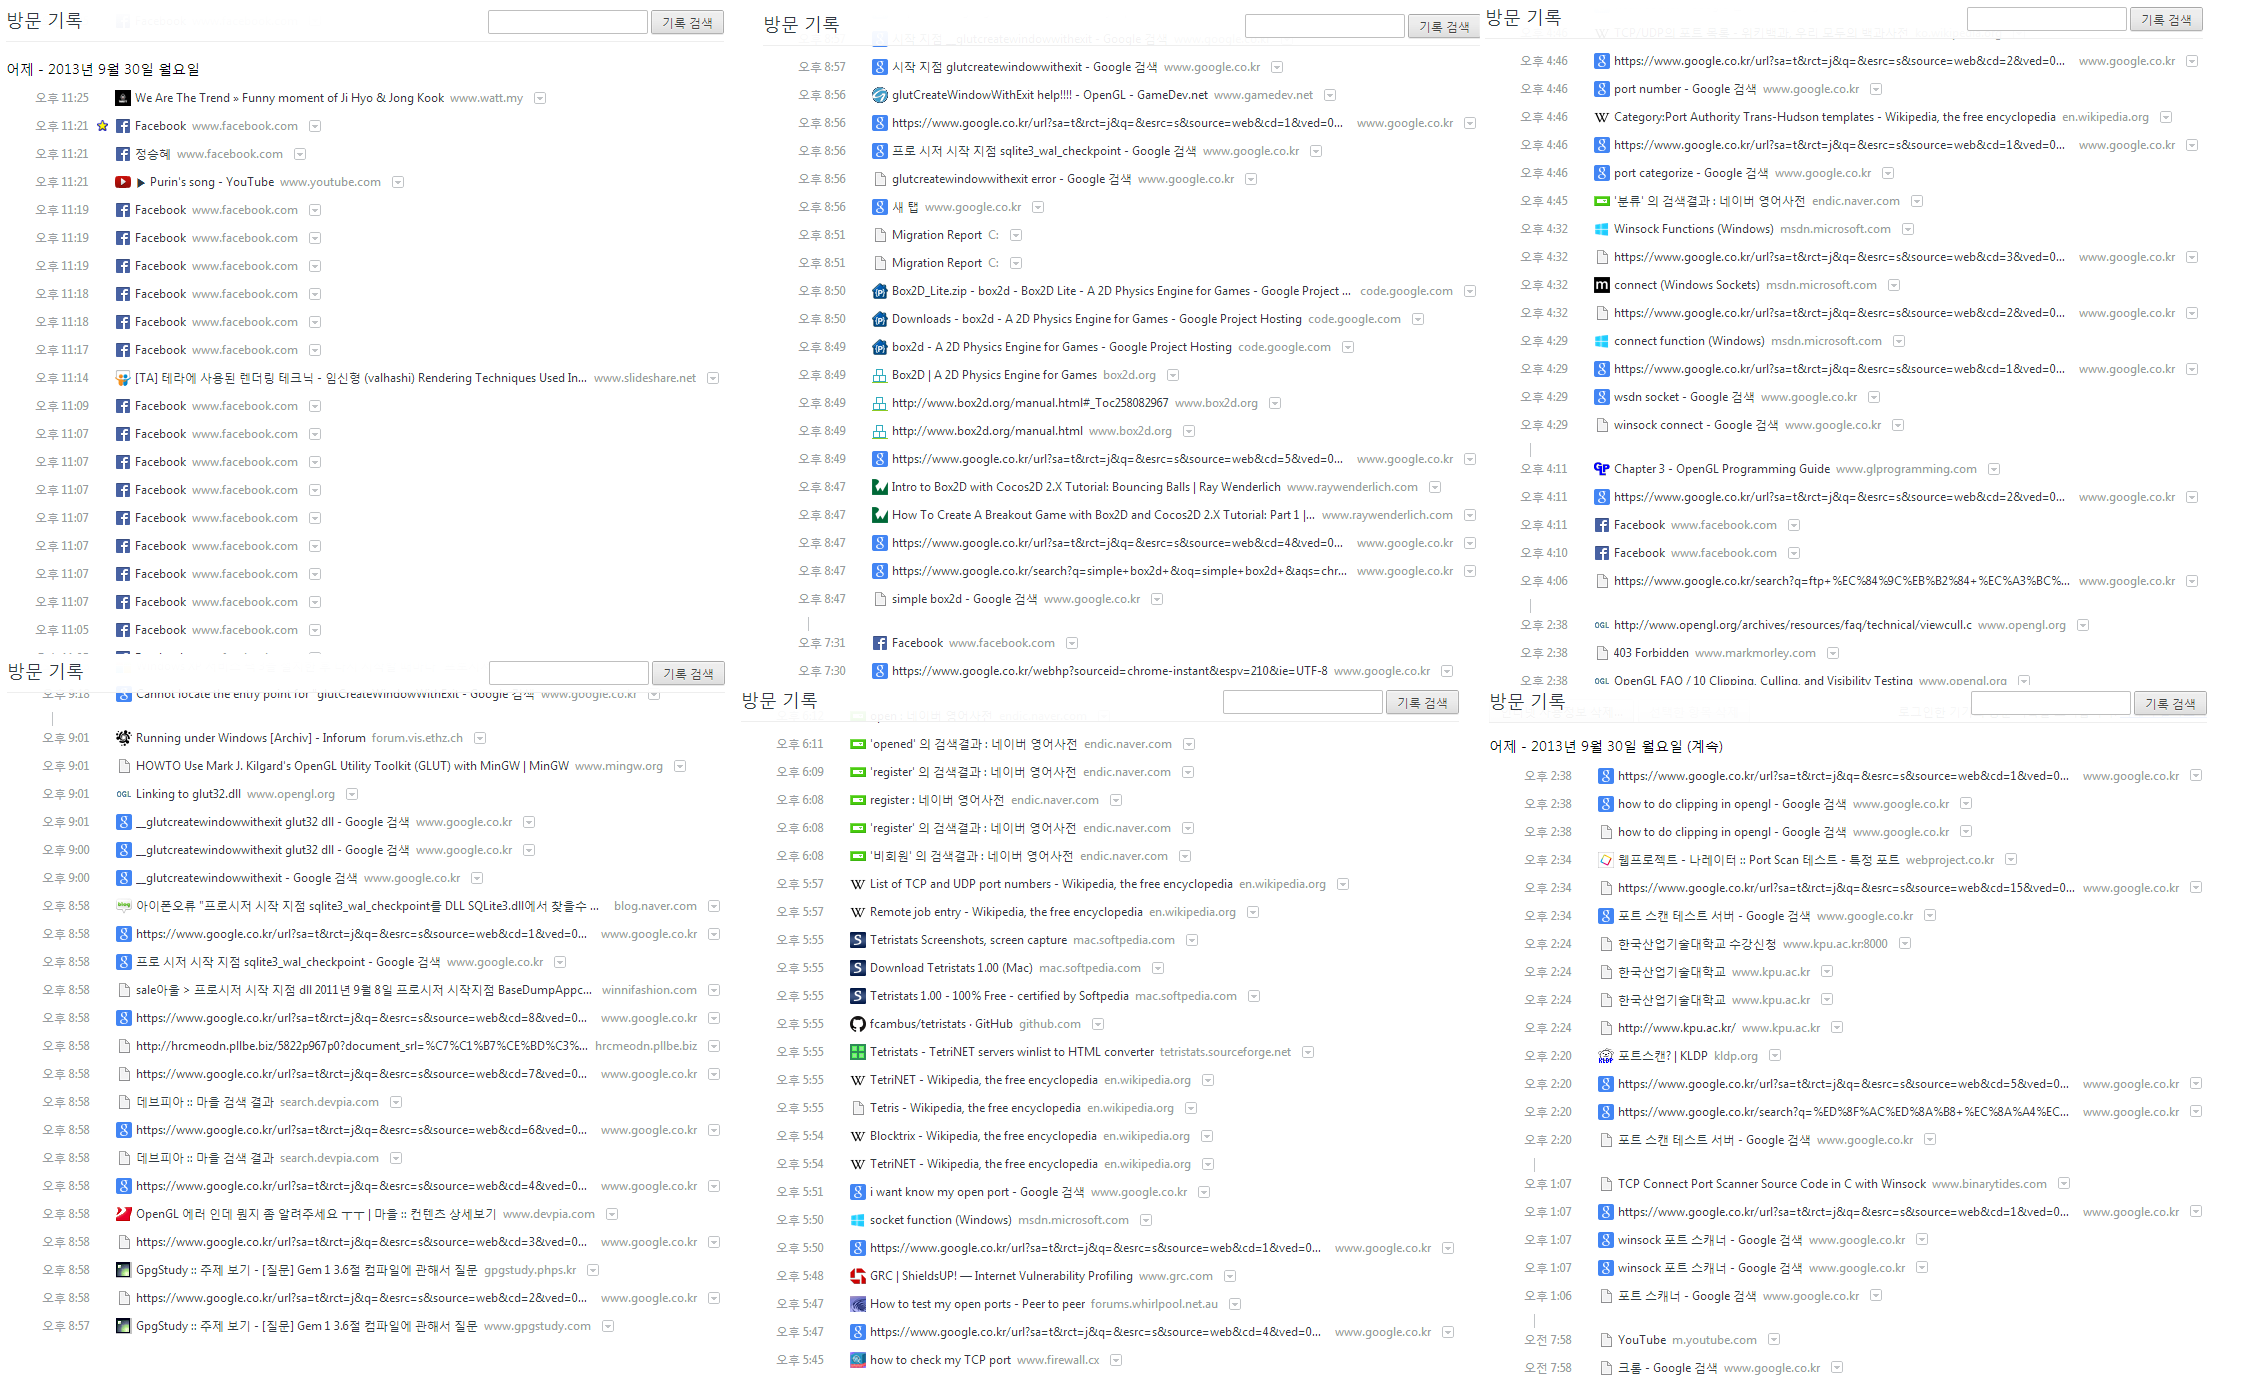 방문 기록
기록 검색
어제 - 2013년 9월 30일 월요일
오후 11:25 We Are The Trend » Funny moment of Ji Hyo & Jong Kook www.watt.my
오후 11:21 Facebook www.facebook.com
오후 11:21 정승혜 www.facebook.com
오후 11:21 ▶ Purin's song - YouTube www.youtube.com
오후 11:19 Facebook www.facebook.com
오후 11:19 Facebook www.facebook.com
오후 11:19 Facebook www.facebook.com
오후 11:18 Facebook www.facebook.com
오후 11:18 Facebook www.facebook.com
오후 11:17 Facebook www.facebook.com
오후 11:14 [TA] 테라에 사용된 렌더링 테크닉 - 임신형 (valhashi) Rendering Techniques Used In... www.slideshare.net
오후 11:09 Facebook www.facebook.com
오후 11:07 Facebook www.facebook.com
오후 11:07 Facebook www.facebook.com
오후 11:07 Facebook www.facebook.com
오후 11:07 Facebook www.facebook.com
오후 11:07 Facebook www.facebook.com
오후 11:07 Facebook www.facebook.com
오후 11:07 Facebook www.facebook.com
오후 11:05 Facebook www.facebook.com
방문 기록
기록 검색
오후 8:57 시작 지점 glutcreatewindowwithexit - Google 검색 www.google.co.kr
오후 8:56 glutCreateWindowWithExit help!!!! - OpenGL - GameDev.net www.gamedev.net
오후 8:56 https://www.google.co.kr/url?sa=t&rct=j&q=&esrc=s&source=web&cd=1&ved=0... www.google.co.kr
오후 8:56 프로 시저 시작 지점 sqlite3_wal_checkpoint - Google 검색 www.google.co.kr
오후 8:56 glutcreatewindowwithexit error - Google 검색 www.google.co.kr
오후 8:56 새 탭 www.google.co.kr
오후 8:51 Migration Report C:
오후 8:51 Migration Report C:
오후 8:50 Box2D_Lite.zip - box2d - Box2D Lite - A 2D Physics Engine for Games - Google Project ... code.google.com
오후 8:50 Downloads - box2d - A 2D Physics Engine for Games - Google Project Hosting code.google.com
오후 8:49 box2d - A 2D Physics Engine for Games - Google Project Hosting code.google.com
오후 8:49 Box2D | A 2D Physics Engine for Games box2d.org
오후 8:49 http://www.box2d.org/manual.html#_Toc258082967 www.box2d.org
오후 8:49 http://www.box2d.org/manual.html www.box2d.org
오후 8:49 https://www.google.co.kr/url?sa=t&rct=j&q=&esrc=s&source=web&cd=5&ved=0... www.google.co.kr
오후 8:47 Intro to Box2D with Cocos2D 2.X Tutorial: Bouncing Balls | Ray Wenderlich www.raywenderlich.com
오후 8:47 How To Create A Breakout Game with Box2D and Cocos2D 2.X Tutorial: Part 1 |... www.raywenderlich.com
오후 8:47 https://www.google.co.kr/url?sa=t&rct=j&q=&esrc=s&source=web&cd=4&ved=0... www.google.co.kr
오후 8:47 https://www.google.co.kr/search?q=simple+box2d+&oq=simple+box2d+&aqs=chr... www.google.co.kr
오후 8:47 simple box2d - Google 검색 www.google.co.kr
오후 7:31 Facebook www.facebook.com
오후 7:30 https://www.google.co.kr/webhp?sourceid=chrome-instant&espv=210&ie=UTF-8 www.google.co.kr
방문 기록
기록 검색
오후 4:46 https://www.google.co.kr/url?sa=t&rct=j&q=&esrc=s&source=web&cd=2&ved=0... www.google.co.kr
오후 4:46 port number - Google 검색 www.google.co.kr
오후 4:46 Category:Port Authority Trans-Hudson templates - Wikipedia, the free encyclopedia en.wikipedia.org
오후 4:46 https://www.google.co.kr/url?sa=t&rct=j&q=&esrc=s&source=web&cd=1&ved=0... www.google.co.kr
오후 4:46 port categorize - Google 검색 www.google.co.kr
오후 4:45 '분류' 의 검색결과 : 네이버 영어사전 endic.naver.com
오후 4:32 Winsock Functions (Windows) msdn.microsoft.com
오후 4:32 https://www.google.co.kr/url?sa=t&rct=j&q=&esrc=s&source=web&cd=3&ved=0... www.google.co.kr
오후 4:32 connect (Windows Sockets) msdn.microsoft.com
오후 4:32 https://www.google.co.kr/url?sa=t&rct=j&q=&esrc=s&source=web&cd=2&ved=0... www.google.co.kr
오후 4:29 connect function (Windows) msdn.microsoft.com
오후 4:29 https://www.google.co.kr/url?sa=t&rct=j&q=&esrc=s&source=web&cd=1&ved=0... www.google.co.kr
오후 4:29 wsdn socket - Google 검색 www.google.co.kr
오후 4:29 winsock connect - Google 검색 www.google.co.kr
오후 4:11 Chapter 3 - OpenGL Programming Guide www.glprogramming.com
오후 4:11 https://www.google.co.kr/url?sa=t&rct=j&q=&esrc=s&source=web&cd=2&ved=0... www.google.co.kr
오후 4:11 Facebook www.facebook.com
오후 4:10 Facebook www.facebook.com
오후 4:06 https://www.google.co.kr/search?q=ftp+%EC%84%9C%EB%B2%84+%EC%A3%BC%... www.google.co.kr
오후 2:38 OGL http://www.opengl.org/archives/resources/faq/technical/viewcull.c www.opengl.org
오후 2:38 403 Forbidden www.markmorley.com
오후 2:38 OGL OpenGL FAQ / 10 Clipping, Culling, and Visibility Testing www.opengl.org
방문 기록
기록 검색
오후 9:18 Cannot locate the entry point for "glutCreateWindowWithExit - Google 검색 www.google.co.kr
오후 9:01 Running under Windows [Archiv] - Inforum forum.vis.ethz.ch
오후 9:01 HOWTO Use Mark J. Kilgard's OpenGL Utility Toolkit (GLUT) with MinGW | MinGW www.mingw.org
오후 9:01 OGL Linking to glut32.dll www.opengl.org
오후 9:01 __glutcreatewindowwithexit glut32 dll - Google 검색 www.google.co.kr
오후 9:00 __glutcreatewindowwithexit glut32 dll - Google 검색 www.google.co.kr
오후 9:00 __glutcreatewindowwithexit - Google 검색 www.google.co.kr
오후 8:58 아이폰오류 "프로시저 시작 지점 sqlite3_wal_checkpoint를 DLL SQLite3.dll에서 찾을수 ... blog.naver.com
오후 8:58 https://www.google.co.kr/url?sa=t&rct=j&q=&esrc=s&source=web&cd=1&ved=0... www.google.co.kr
오후 8:58 프로 시저 시작 지점 sqlite3_wal_checkpoint - Google 검색 www.google.co.kr
오후 8:58 sale아울 > 프로시저 시작 지점 dll 2011년 9월 8일 프로시저 시작지점 BaseDumpAppc... winnifashion.com
오후 8:58 https://www.google.co.kr/url?sa=t&rct=j&q=&esrc=s&source=web&cd=8&ved=0... www.google.co.kr
오후 8:58 http://hrcmeodn.pllbe.biz/5822p967p0?document_srl=%C7%C1%B7%CE%BD%C3%... hrcmeodn.pllbe.biz
오후 8:58 https://www.google.co.kr/url?sa=t&rct=j&q=&esrc=s&source=web&cd=7&ved=0... www.google.co.kr
오후 8:58 데브피아 :: 마을 검색 결과 search.devpia.com
오후 8:58 https://www.google.co.kr/url?sa=t&rct=j&q=&esrc=s&source=web&cd=6&ved=0... www.google.co.kr
오후 8:58 데브피아 :: 마을 검색 결과 search.devpia.com
오후 8:58 https://www.google.co.kr/url?sa=t&rct=j&q=&esrc=s&source=web&cd=4&ved=0... www.google.co.kr
오후 8:58 OpenGL 에러 인데 뭔지 좀 알려주세요 ㅜㅜ | 마을 :: 컨텐츠 상세보기 www.devpia.com
오후 8:58 https://www.google.co.kr/url?sa=t&rct=j&q=&esrc=s&source=web&cd=3&ved=0... www.google.co.kr
오후 8:58 GpgStudy :: 주제 보기 - [질문] Gem 1 3.6절 컴파일에 관해서 질문 gpgstudy.phps.kr
오후 8:58 https://www.google.co.kr/url?sa=t&rct=j&q=&esrc=s&source=web&cd=2&ved=0... www.google.co.kr
오후 8:57 GpgStudy :: 주제 보기 - [질문] Gem 1 3.6절 컴파일에 관해서 질문 www.gpgstudy.com
방문 기록
기록 검색
오후 6:11 'opened' 의 검색결과 : 네이버 영어사전 endic.naver.com
오후 6:09 'register' 의 검색결과 : 네이버 영어사전 endic.naver.com
오후 6:08 register : 네이버 영어사전 endic.naver.com
오후 6:08 'register' 의 검색결과 : 네이버 영어사전 endic.naver.com
오후 6:08 '비회원' 의 검색결과 : 네이버 영어사전 endic.naver.com
오후 5:57 List of TCP and UDP port numbers - Wikipedia, the free encyclopedia en.wikipedia.org
오후 5:57 Remote job entry - Wikipedia, the free encyclopedia en.wikipedia.org
오후 5:55 Tetristats Screenshots, screen capture mac.softpedia.com
오후 5:55 Download Tetristats 1.00 (Mac) mac.softpedia.com
오후 5:55 Tetristats 1.00 - 100% Free - certified by Softpedia mac.softpedia.com
오후 5:55 fcambus/tetristats · GitHub github.com
오후 5:55 Tetristats - TetriNET servers winlist to HTML converter tetristats.sourceforge.net
오후 5:55 TetriNET - Wikipedia, the free encyclopedia en.wikipedia.org
오후 5:55 Tetris - Wikipedia, the free encyclopedia en.wikipedia.org
오후 5:54 Blocktrix - Wikipedia, the free encyclopedia en.wikipedia.org
오후 5:54 TetriNET - Wikipedia, the free encyclopedia en.wikipedia.org
오후 5:51 i want know my open port - Google 검색 www.google.co.kr
오후 5:50 socket function (Windows) msdn.microsoft.com
오후 5:50 https://www.google.co.kr/url?sa=t&rct=j&q=&esrc=s&source=web&cd=1&ved=0... www.google.co.kr
오후 5:48 GRC | ShieldsUP! — Internet Vulnerability Profiling www.grc.com
오후 5:47 How to test my open ports - Peer to peer forums.whirlpool.net.au
오후 5:47 https://www.google.co.kr/url?sa=t&rct=j&q=&esrc=s&source=web&cd=4&ved=0... www.google.co.kr
오후 5:45 how to check my TCP port www.firewall.cx
방문 기록
기록 검색
어제 - 2013년 9월 30일 월요일 (계속)
오후 2:38 https://www.google.co.kr/url?sa=t&rct=j&q=&esrc=s&source=web&cd=1&ved=0... www.google.co.kr
오후 2:38 how to do clipping in opengl - Google 검색 www.google.co.kr
오후 2:38 how to do clipping in opengl - Google 검색 www.google.co.kr
오후 2:34 웹프로젝트 - 나레이터 :: Port Scan 테스트 - 특정 포트 webproject.co.kr
오후 2:34 https://www.google.co.kr/url?sa=t&rct=j&q=&esrc=s&source=web&cd=15&ved=0... www.google.co.kr
오후 2:34 포트 스캔 테스트 서버 - Google 검색 www.google.co.kr
오후 2:24 한국산업기술대학교 수강신청 www.kpu.ac.kr:8000
오후 2:24 한국산업기술대학교 www.kpu.ac.kr
오후 2:24 한국산업기술대학교 www.kpu.ac.kr
오후 2:24 http://www.kpu.ac.kr/ www.kpu.ac.kr
오후 2:20 포트스캔? | KLDP kldp.org
오후 2:20 https://www.google.co.kr/url?sa=t&rct=j&q=&esrc=s&source=web&cd=5&ved=0... www.google.co.kr
오후 2:20 https://www.google.co.kr/search?q=%ED%8F%AC%ED%8A%B8+%EC%8A%A4%EC... www.google.co.kr
오후 2:20 포트 스캔 테스트 서버 - Google 검색 www.google.co.kr
오후 1:07 TCP Connect Port Scanner Source Code in C with Winsock www.binarytides.com
오후 1:07 https://www.google.co.kr/url?sa=t&rct=j&q=&esrc=s&source=web&cd=1&ved=0... www.google.co.kr
오후 1:07 winsock 포트 스캐너 - Google 검색 www.google.co.kr
오후 1:07 winsock 포트 스캐너 - Google 검색 www.google.co.kr
오후 1:06 포트 스캐너 - Google 검색 www.google.co.kr
오전 7:58 YouTube m.youtube.com
오전 7:58 크롬 - Google 검색 www.google.co.kr